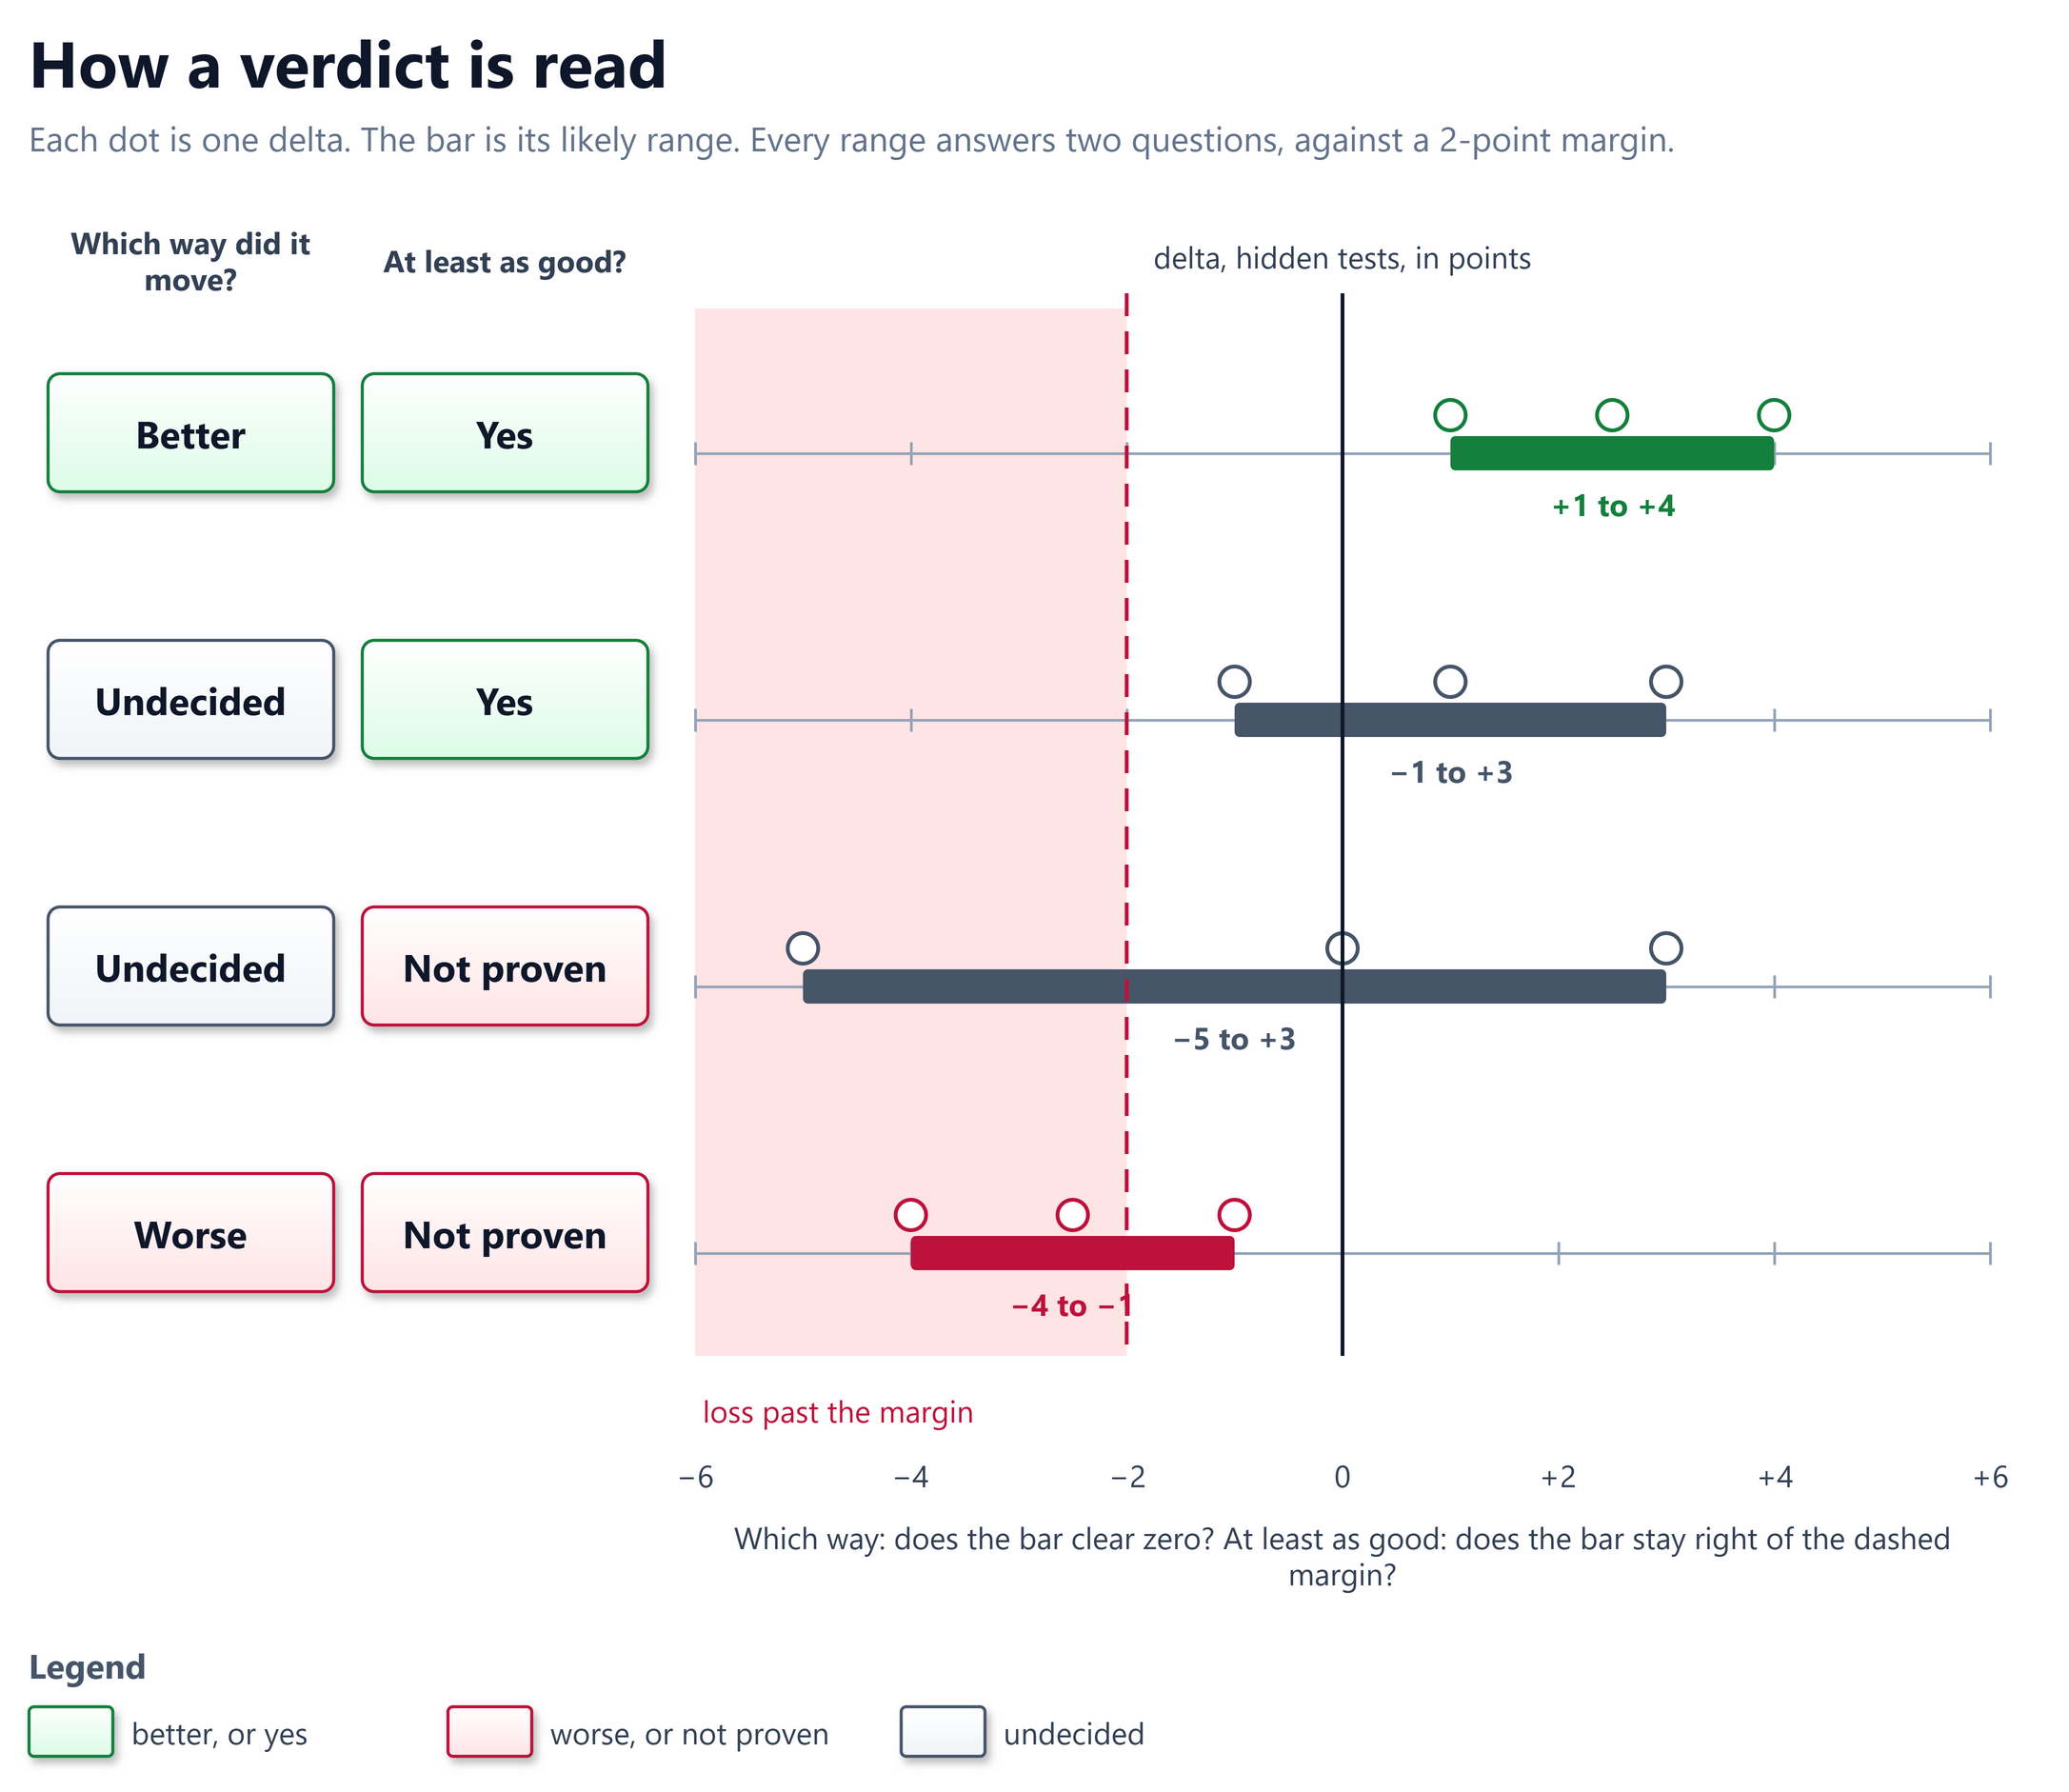 How a verdict is read
Each dot is one delta. The bar is its likely range. Every range answers two questions, against a 2-point margin.
Which way did it
move?
At least as good?
delta, hidden tests, in points
Better
Yes
+1 to +4
Undecided
Yes
−1 to +3
Undecided
Not proven
−5 to +3
Worse
Not proven
−4 to −1
loss past the margin
−6
−4
−2
0
+2
+4
+6
Which way: does the bar clear zero? At least as good: does the bar stay right of the dashed
margin?
Legend
better, or yes
worse, or not proven
undecided